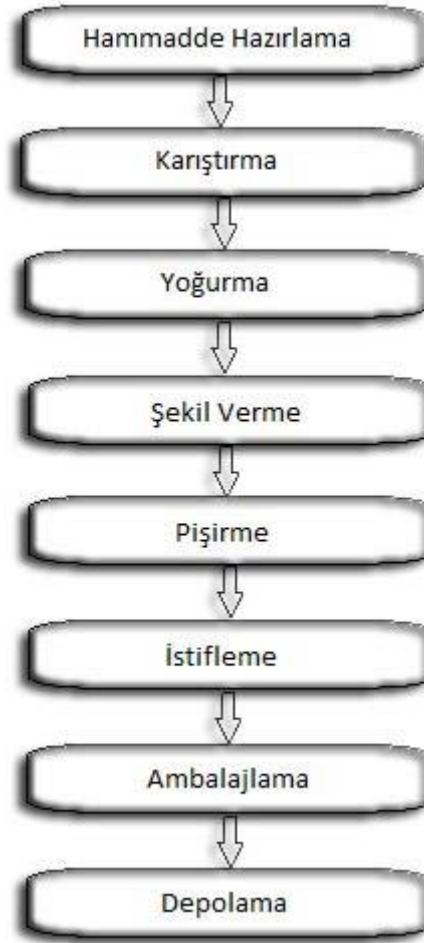 Hammadde Hazırlama
Karıştırma
Yoğurma
Şekil Verme
Pişirme
İstifleme
Ambalajlama
Depolama